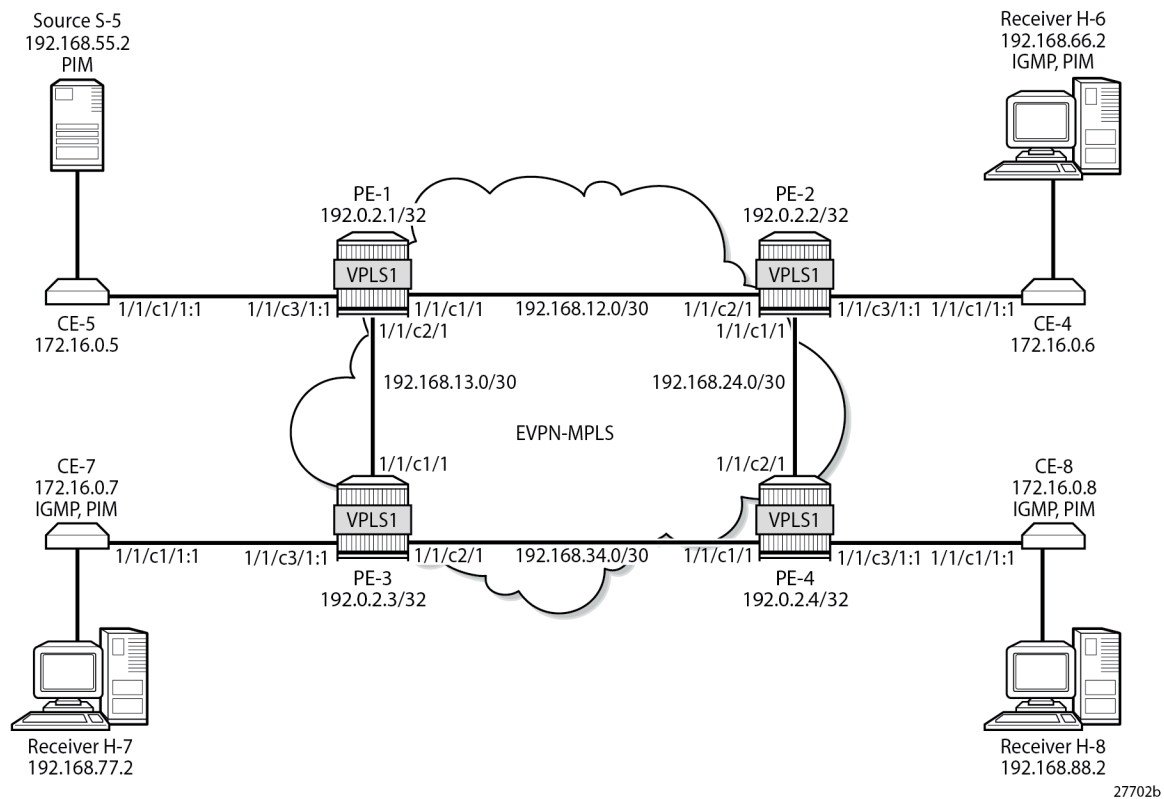 Source S-5
192.168.55.2
PIM
Receiver H-6
192.168.66.2
IGMP, PIM
PE-1
192.0.2.1/32
PE-2
192.0.2.2/32
VPLS1
VPLS1
1/1/c1/1:1
1/1/c3/1:1
1/1/c1/1
192.168.12.0/30
1/1/c2/1
1/1/c3/1:1
1/1/c1/1:1
CE-5
172.16.0.5
1/1/c2/1
1/1/c1/1
CE-4
172.16.0.6
192.168.13.0/30
192.168.24.0/30
EVPN-MPLS
CE-7
172.16.0.7
IGMP, PIM
1/1/c1/1
1/1/c2/1
CE-8
172.16.0.8
IGMP, PIM
VPLS1
VPLS1
1/1/c1/1:1
1/1/c3/1:1
1/1/c2/1
192.168.34.0/30
1/1/c1/1
1/1/c3/1:1
1/1/c1/1:1
PE-3
192.0.2.3/32
PE-4
192.0.2.4/32
Receiver H-7
192.168.77.2
Receiver H-8
192.168.88.2
27702b